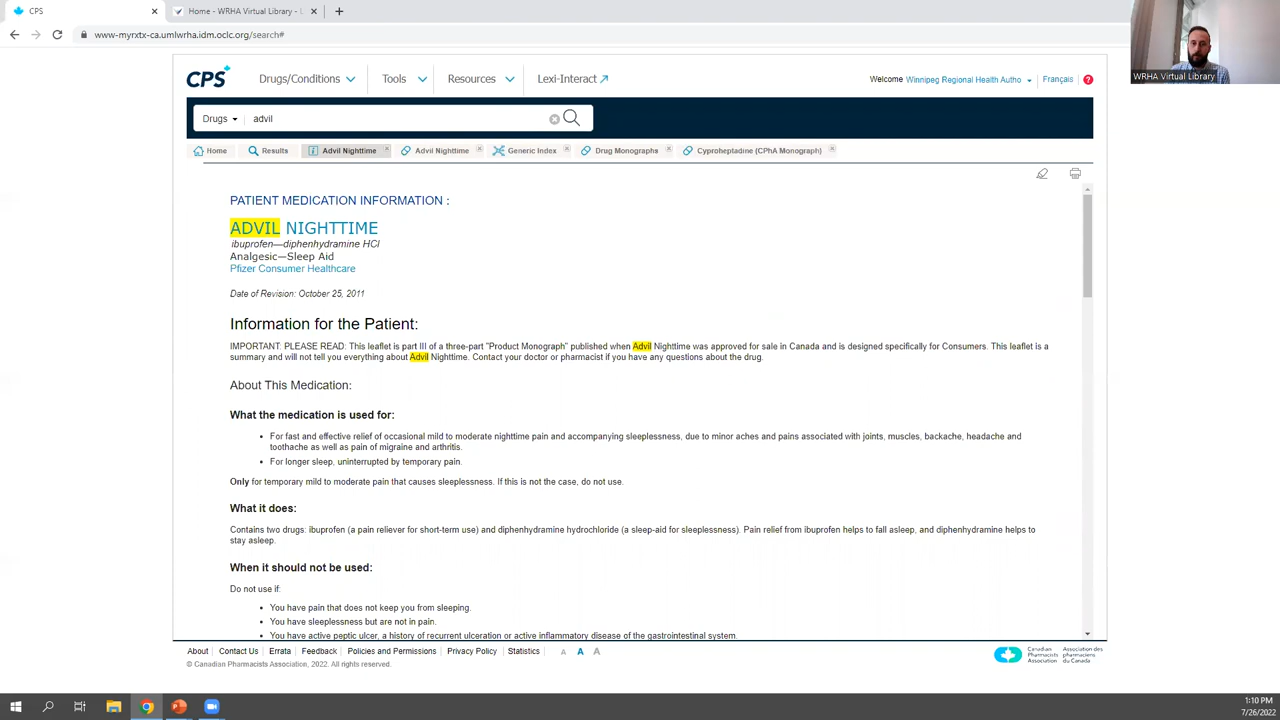 CPS
Home - WRHA Virtual Library - L
www-myrxtx-ca.umlwrha.idm.oclc.org/search#
WRHA Virtual Library
CPS
Drugs/Conditions
Tools
Resources
Lexi-Interact
Welcome Winnipeg Regional Health Autho
Français
?
Drugs
advil
Home
Results
Advil Nighttime
Advil Nighttime
Generic Index
Drug Monographs
Cyproheptadine (CPhA Monograph)
PATIENT MEDICATION INFORMATION :
ADVIL NIGHTTIME
ibuprofen—diphenhydramine HCl
Analgesic—Sleep Aid
Pfizer Consumer Healthcare
Date of Revision: October 25, 2011
Information for the Patient:
IMPORTANT: PLEASE READ: This leaflet is part III of a three-part "Product Monograph" published when Advil Nighttime was approved for sale in Canada and is designed specifically for Consumers. This leaflet is a
summary and will not tell you everything about Advil Nighttime. Contact your doctor or pharmacist if you have any questions about the drug.
About This Medication:
What the medication is used for:
• For fast and effective relief of occasional mild to moderate nighttime pain and accompanying sleeplessness, due to minor aches and pains associated with joints, muscles, backache, headache and
toothache as well as pain of migraine and arthritis.
• For longer sleep, uninterrupted by temporary pain.
Only for temporary mild to moderate pain that causes sleeplessness. If this is not the case, do not use.
What it does:
Contains two drugs: ibuprofen (a pain reliever for short-term use) and diphenhydramine hydrochloride (a sleep-aid for sleeplessness). Pain relief from ibuprofen helps to fall asleep, and diphenhydramine helps to
stay asleep.
When it should not be used:
Do not use if:
• You have pain that does not keep you from sleeping.
• You have sleeplessness but are not in pain.
• You have active peptic ulcer, a history of recurrent ulceration or active inflammatory disease of the gastrointestinal system.
About
Contact Us
Errata
Feedback
Policies and Permissions
Privacy Policy
Statistics
A A A
© Canadian Pharmacists Association, 2022. All rights reserved.
Canadian
Pharmacists
Association
Association des
pharmaciens
du Canada
1:10 PM
7/26/2022